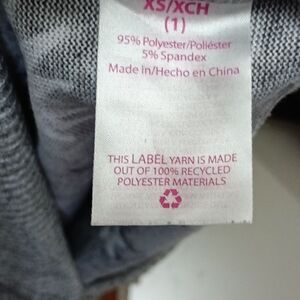 XS/XCH
(1)
95% Polyester/Poliéster
5% Spandex
Made in/Hecho en China
THIS LABEL YARN IS MADE
OUT OF 100% RECYCLED
POLYESTER MATERIALS